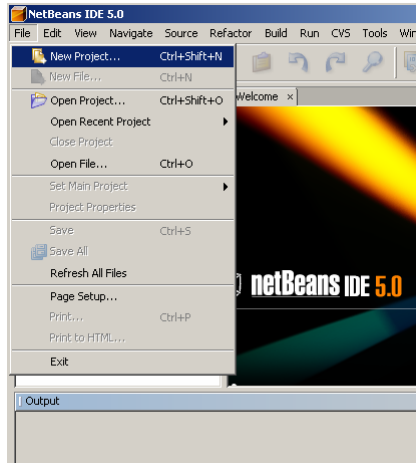 NetBeans IDE 5.0
File Edit View Navigate Source Refactor Build Run CVS Tools
New Project... Ctrl+Shift+N
New File... Ctrl+N
Open Project... Ctrl+Shift+O
Welcome x
Open Recent Project
Close Project
Open File... Ctrl+O
Set Main Project
Project Properties
Save Ctrl+S
Save All
Refresh All Files
netBeans IDE 5.0
Page Setup...
Print... Ctrl+P
Print to HTML...
Exit
Output